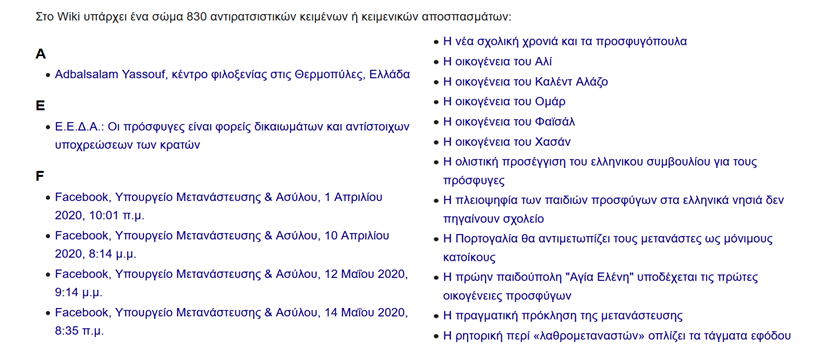 Στο Wiki υπάρχει ένα σώμα 830 αντιρατσιστικών κειμένων ή κειμενικών αποσπασμάτων:
A
Adbalsalam Yassouf, κέντρο φιλοξενίας στις Θερμοπύλες, Ελλάδα
E
Ε.Ε.Δ.Α.: Οι πρόσφυγες είναι φορείς δικαιωμάτων και αντίστοιχων
υποχρεώσεων των κρατών
F
Facebook, Υπουργείο Μετανάστευσης & Ασύλου, 1 Απριλίου
2020, 10:01 π.μ.
Facebook, Υπουργείο Μετανάστευσης & Ασύλου, 10 Απριλίου
2020, 8:14 μ.μ.
Facebook, Υπουργείο Μετανάστευσης & Ασύλου, 12 Μαΐου 2020,
9:14 μ.μ.
Facebook, Υπουργείο Μετανάστευσης & Ασύλου, 14 Μαΐου 2020,
8:35 π.μ.
Η νέα σχολική χρονιά και τα προσφυγόπουλα
Η οικογένεια του Αλί
Η οικογένεια του Καλέντ Αλάζο
Η οικογένεια του Ομάρ
Η οικογένεια του Φαϊσάλ
Η οικογένεια του Χασάν
Η ολιστική προσέγγιση του ελληνικου συμβουλίου για τους
πρόσφυγες
Η πλειοψηφία των παιδιών προσφύγων στα ελληνικά νησιά δεν
πηγαίνουν σχολείο
Η Πορτογαλία θα αντιμετωπίζει τους μετανάστες ως μόνιμους
κατοίκους
Η πρώην παιδούπολη "Αγία Ελένη" υποδέχεται τις πρώτες
οικογένειες προσφύγων
Η πραγματική πρόκληση της μετανάστευσης
Η ρητορική περί «λαθρομεταναστών» οπλίζει τα τάγματα εφόδου